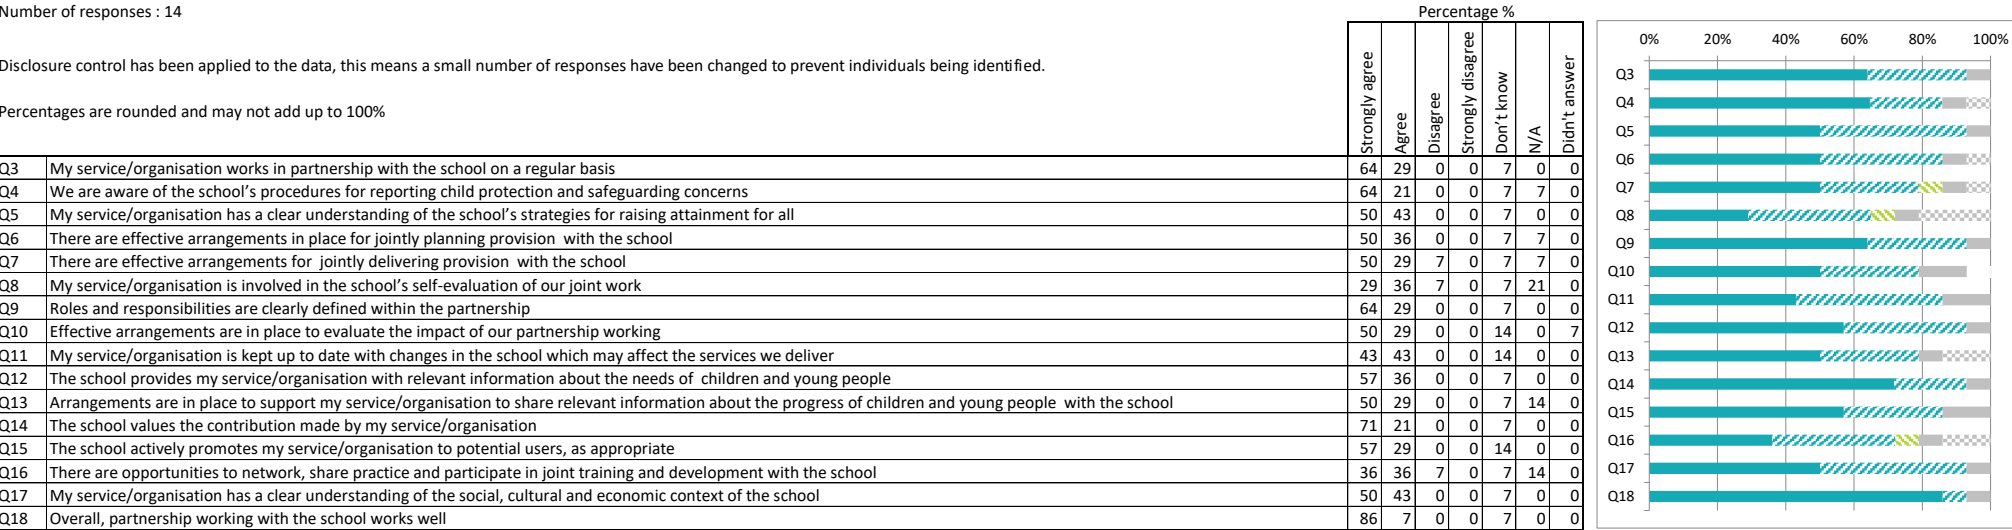 Number of responses : 14
Percentage %
Disclosure control has been applied to the data, this means a small number of responses have been changed to prevent individuals being identified.
Percentages are rounded and may not add up to 100%
Strongly agree
Agree
Disagree
Strongly disagree
Don't know
N/A
Didn't answer
Q3 My service/organisation works in partnership with the school on a regular basis 64 29 0 0 7 0 0
Q4 We are aware of the school’s procedures for reporting child protection and safeguarding concerns 64 21 0 0 7 7 0
Q5 My service/organisation has a clear understanding of the school’s strategies for raising attainment for all 50 43 0 0 7 0 0
Q6 There are effective arrangements in place for jointly planning provision  with the school 50 36 0 0 7 7 0
Q7 There are effective arrangements for  jointly delivering provision  with the school 50 29 7 0 7 7 0
Q8 My service/organisation is involved in the school’s self-evaluation of our joint work 29 36 7 0 7 21 0
Q9 Roles and responsibilities are clearly defined within the partnership 64 29 0 0 7 0 0
Q10 Effective arrangements are in place to evaluate the impact of our partnership working 50 29 0 0 14 0 7
Q11 My service/organisation is kept up to date with changes in the school which may affect the services we deliver 43 43 0 0 14 0 0
Q12 The school provides my service/organisation with relevant information about the needs of  children and young people 57 36 0 0 7 0 0
Q13 Arrangements are in place to support my service/organisation to share relevant information about the progress of children and young people  with the school 50 29 0 0 7 14 0
Q14 The school values the contribution made by my service/organisation 71 21 0 0 7 0 0
Q15 The school actively promotes my service/organisation to potential users, as appropriate 57 29 0 0 14 0 0
Q16 There are opportunities to network, share practice and participate in joint training and development with the school 36 36 7 0 7 14 0
Q17 My service/organisation has a clear understanding of the social, cultural and economic context of the school 50 43 0 0 7 0 0
Q18 Overall, partnership working with the school works well 86 7 0 0 7 0 0
0% 20% 40% 60% 80% 100%
Q3
Q4
Q5
Q6
Q7
Q8
Q9
Q10
Q11
Q12
Q13
Q14
Q15
Q16
Q17
Q18